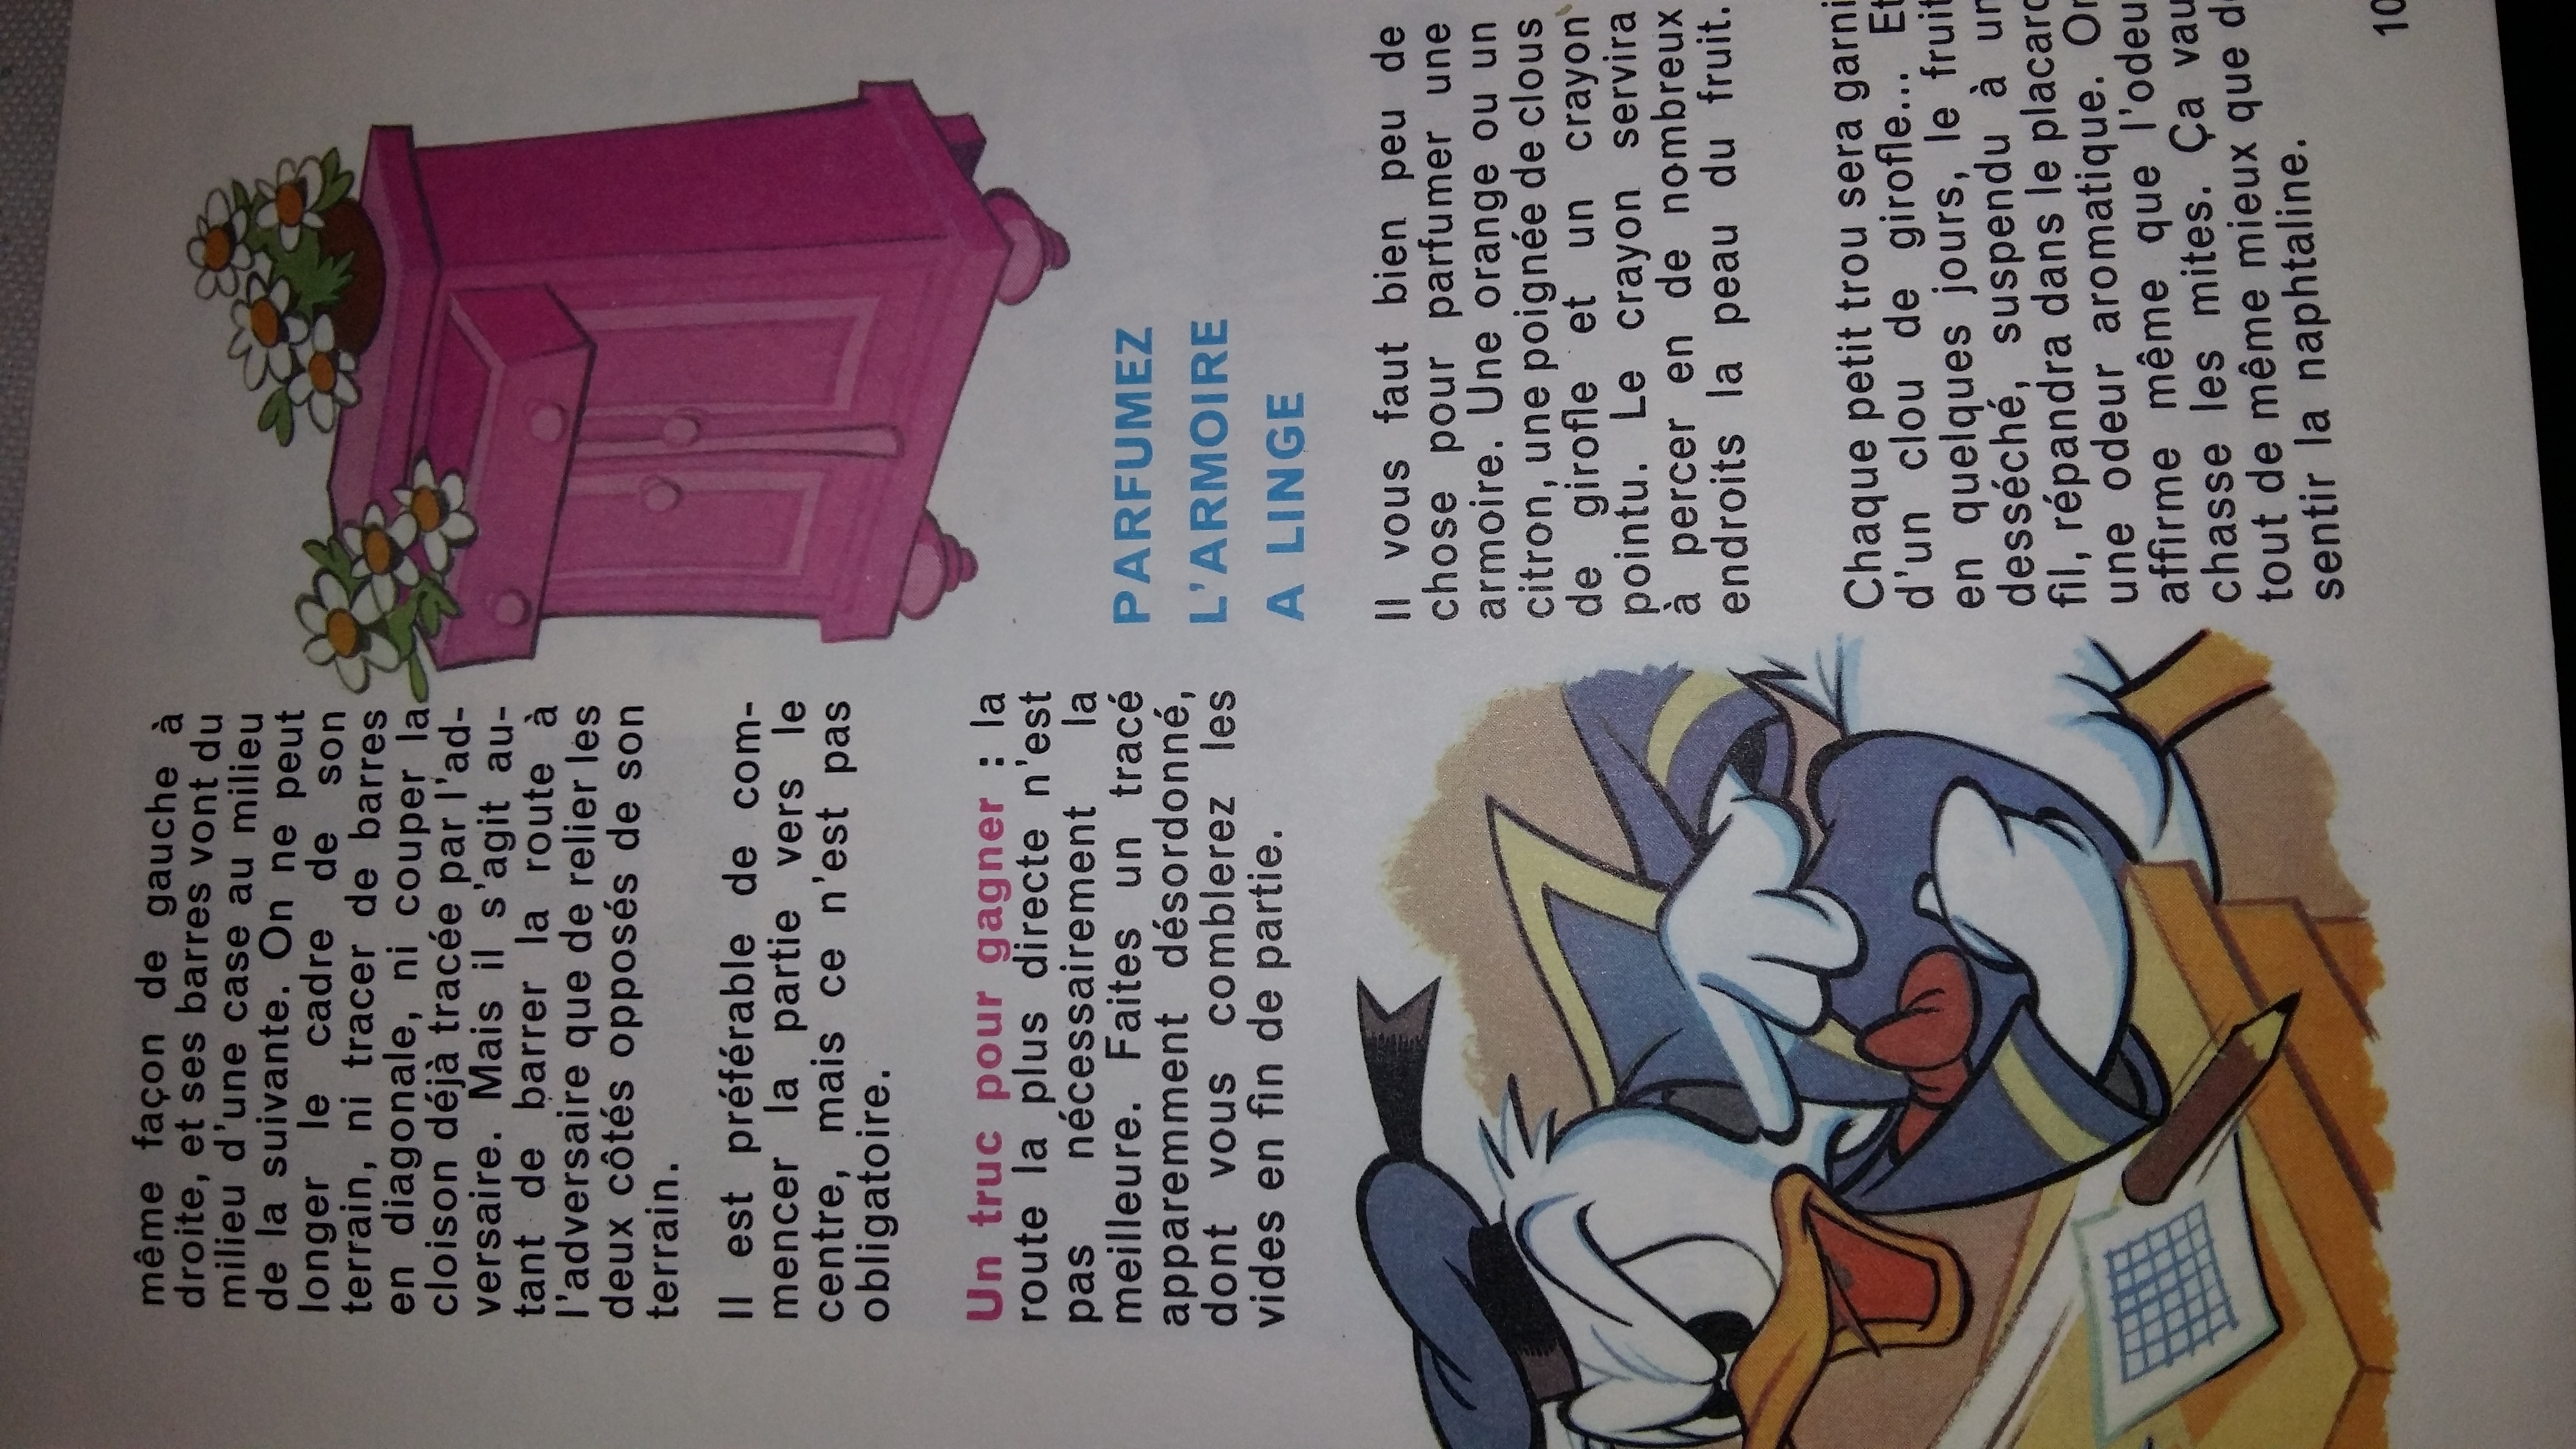 même façon de gauche à
droite, et ses barres vont du
milieu d'une case au milieu
de la suivante. On ne peut
longer le cadre de son
terrain, ni tracer de barres
en diagonale, ni couper la
cloison déjà tracée par l'ad-
versaire. Mais il s'agit au-
tant de barrer la route à
l'adversaire que de relier les
deux côtés opposés de son
terrain.
Il est préférable de com-
mencer la partie vers le
centre, mais ce n'est pas
obligatoire.
Un truc pour gagner : la
route la plus directe n'est
pas nécessairement la
meilleure. Faites un tracé
apparemment désordonné,
dont vous comblerez les
vides en fin de partie.
PARFUMEZ
L'ARMOIRE
A LINGE
Il vous faut bien peu de
chose pour parfumer une
armoire. Une orange ou un
citron, une poignée de clous
de girofle et un crayon
pointu. Le crayon servira
à percer en de nombreux
endroits la peau du fruit.
Chaque petit trou sera garni
d'un clou de girofle... Et
en quelques jours, le fruit
desséché, suspendu à un
fil, répandra dans le placard
une odeur aromatique. On
affirme même que l'odeu
chasse les mites. Ça vau
tout de même mieux que de
sentir la naphtaline.
10